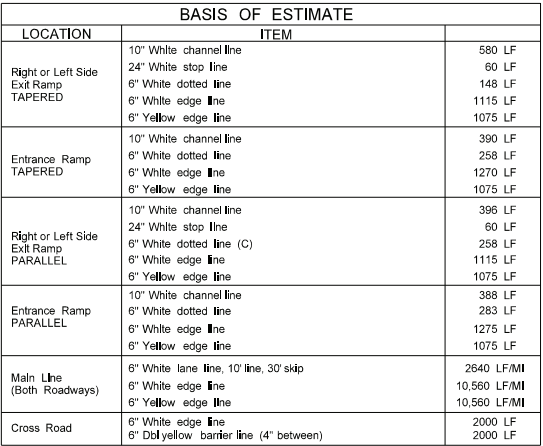 BASIS OF ESTIMATE
LOCATION ITEM
Right or Left Side
Exit Ramp
TAPERED
10" White channel line 580 LF
24" White stop line 60 LF
6" White dotted line 148 LF
6" White edge line 1115 LF
6" Yellow edge line 1075 LF
Entrance Ramp
TAPERED
10" White channel line 390 LF
6" White dotted line 258 LF
6" White edge line 1270 LF
6" Yellow edge line 1075 LF
Right or Left Side
Exit Ramp
PARALLEL
10" White channel line 396 LF
24" White stop line 60 LF
6" White dotted line (C) 258 LF
6" White edge line 1115 LF
6" Yellow edge line 1075 LF
Entrance Ramp
PARALLEL
10" White channel line 388 LF
6" White dotted line 283 LF
6" White edge line 1275 LF
6" Yellow edge line 1075 LF
Main Line
(Both Roadways)
6" White lane line, 10' line, 30' skip 2640 LF/MI
6" White edge line 10,560 LF/MI
6" Yellow edge line 10,560 LF/MI
Cross Road
6" White edge line 2000 LF
6" Dbl yellow barrier line (4" between) 2000 LF